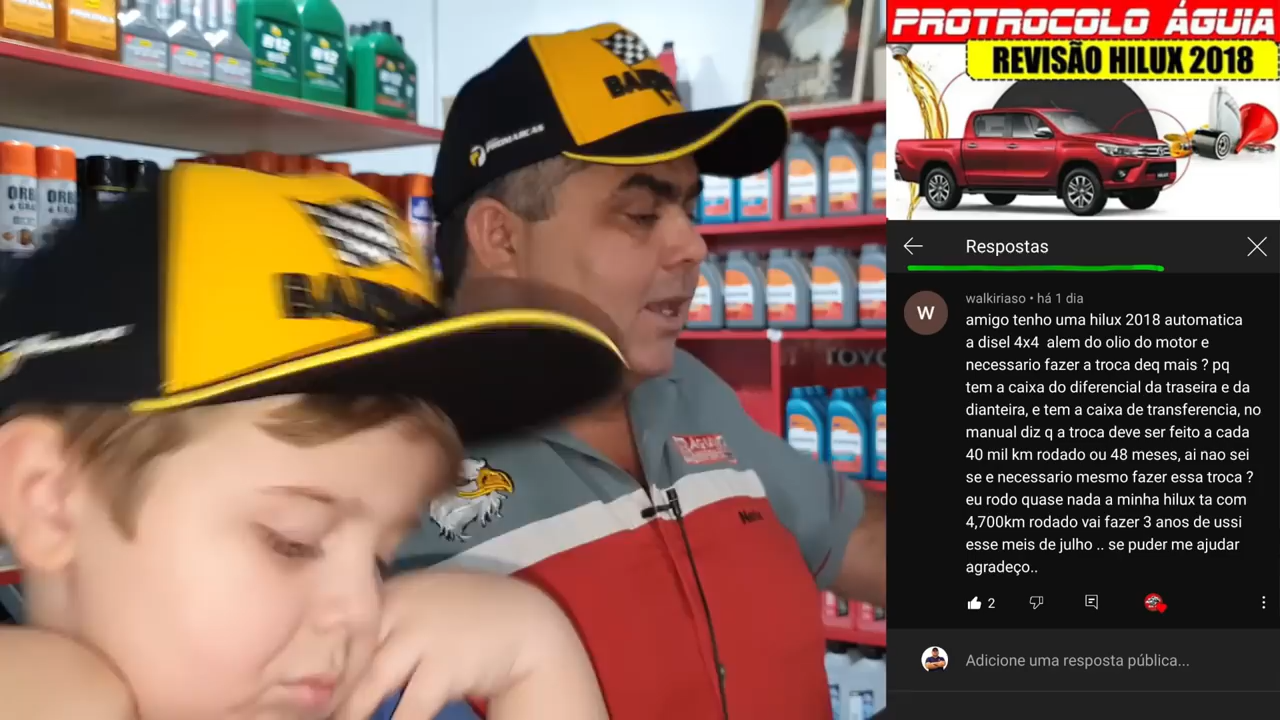 PROTROCOLO ÁGUIA
REVISÃO HILUX 2018
Respostas
W
walkiriaso • há 1 dia
amigo tenho uma hilux 2018 automatica
a disel 4x4 alem do olio do motor e
necessario fazer a troca deq mais ? pq
tem a caixa do diferencial da traseira e da
dianteira, e tem a caixa de transferencia, no
manual diz q a troca deve ser feito a cada
40 mil km rodado ou 48 meses, ai nao sei
se e necessario mesmo fazer essa troca ?
eu rodo quase nada a minha hilux ta com
4,700km rodado vai fazer 3 anos de ussi
esse meis de julho .. se puder me ajudar
agradeço..
2
Adicione uma resposta pública...
B12
B12
ORB
ORBI
PROMARCAS